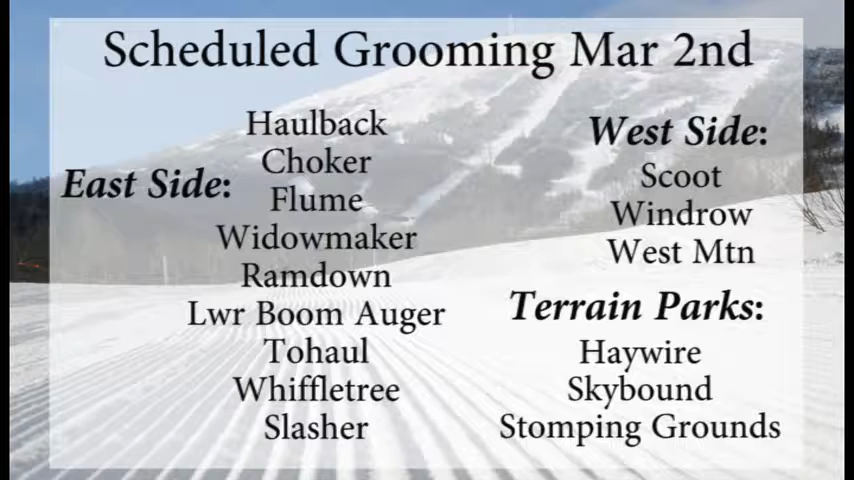 Scheduled Grooming Mar 2nd
East Side:
Haulback
Choker
Flume
Widowmaker
Ramdown
Lwr Boom Auger
Tohaul
Whiffletree
Slasher
West Side:
Scoot
Windrow
West Mtn
Terrain Parks:
Haywire
Skybound
Stomping Grounds